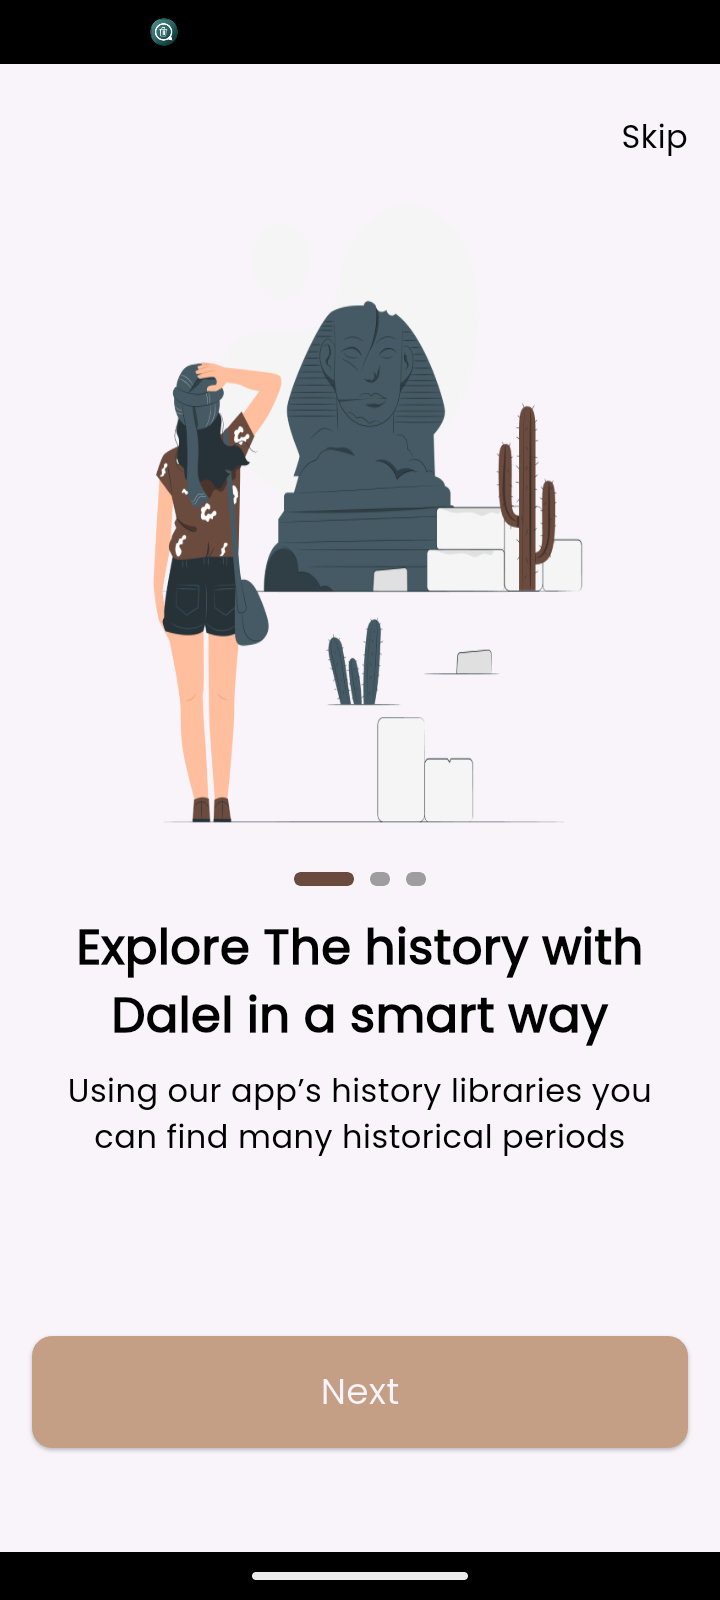 Skip
Explore The history with
Dalel in a smart way
Using our app’s history libraries you
can find many historical periods
Next